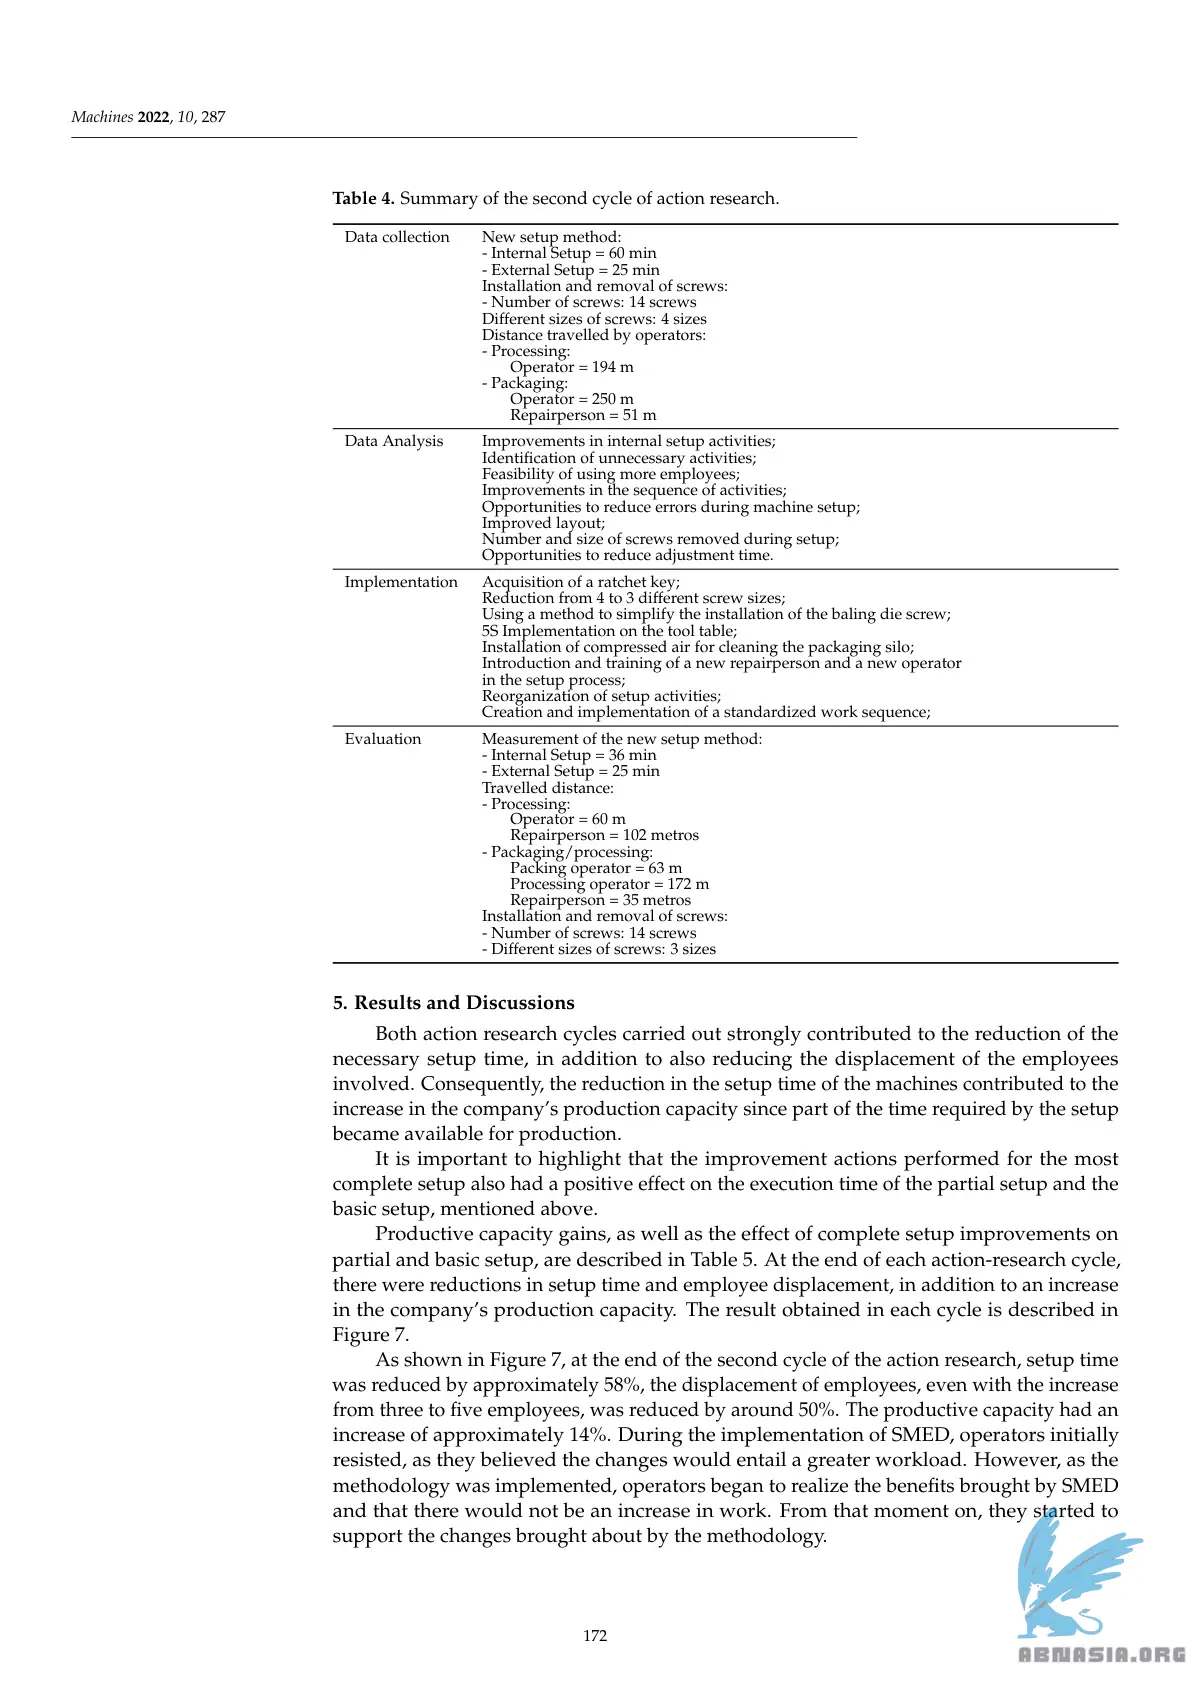 Machines 2022, 10, 287
Table 4. Summary of the second cycle of action research.
Data collection
New setup method:
- Internal Setup = 60 min
- External Setup = 25 min
Installation and removal of screws:
- Number of screws: 14 screws
Different sizes of screws: 4 sizes
Distance travelled by operators:
- Processing:
Operator = 194 m
- Packaging:
Operator = 250 m
Repairperson = 51 m
Data Analysis
Improvements in internal setup activities;
Identification of unnecessary activities;
Feasibility of using more employees;
Improvements in the sequence of activities;
Opportunities to reduce errors during machine setup;
Improved layout;
Number and size of screws removed during setup;
Opportunities to reduce adjustment time.
Implementation
Acquisition of a ratchet key;
Reduction from 4 to 3 different screw sizes;
Using a method to simplify the installation of the baling die screw;
5S Implementation on the tool table;
Installation of compressed air for cleaning the packaging silo;
Introduction and training of a new repairperson and a new operator
in the setup process;
Reorganization of setup activities;
Creation and implementation of a standardized work sequence;
Evaluation
Measurement of the new setup method:
- Internal Setup = 36 min
- External Setup = 25 min
Travelled distance:
- Processing:
Operator = 60 m
Repairperson = 102 metros
- Packaging/processing:
Packing operator = 63 m
Processing operator = 172 m
Repairperson = 35 metros
Installation and removal of screws:
- Number of screws: 14 screws
- Different sizes of screws: 3 sizes
5. Results and Discussions
Both action research cycles carried out strongly contributed to the reduction of the
necessary setup time, in addition to also reducing the displacement of the employees
involved. Consequently, the reduction in the setup time of the machines contributed to the
increase in the company's production capacity since part of the time required by the setup
became available for production.
It is important to highlight that the improvement actions performed for the most
complete setup also had a positive effect on the execution time of the partial setup and the
basic setup, mentioned above.
Productive capacity gains, as well as the effect of complete setup improvements on
partial and basic setup, are described in Table 5. At the end of each action-research cycle,
there were reductions in setup time and employee displacement, in addition to an increase
in the company's production capacity. The result obtained in each cycle is described in
Figure 7.
As shown in Figure 7, at the end of the second cycle of the action research, setup time
was reduced by approximately 58%, the displacement of employees, even with the increase
from three to five employees, was reduced by around 50%. The productive capacity had an
increase of approximately 14%. During the implementation of SMED, operators initially
resisted, as they believed the changes would entail a greater workload. However, as the
methodology was implemented, operators began to realize the benefits brought by SMED
and that there would not be an increase in work. From that moment on, they started to
support the changes brought about by the methodology.
172
ABNASIA.ORG